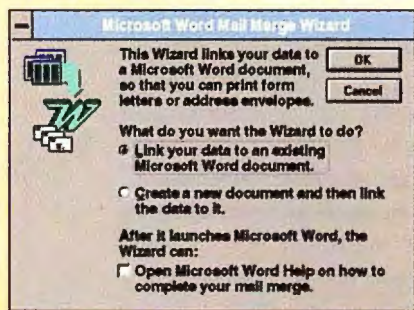 Microsoft Word Mail Merge Wizard
This Wizard links your data to
a Microsoft Word document,
so that you can print form
letters or address envelopes.
OK
Cancel
What do you want the Wizard to do?
Link your data to an existing
Microsoft Word document.
Create a new document and then link
the data to it.
After it launches Microsoft Word, the
Wizard can:
Open Microsoft Word Help on how to
complete your mail merge.